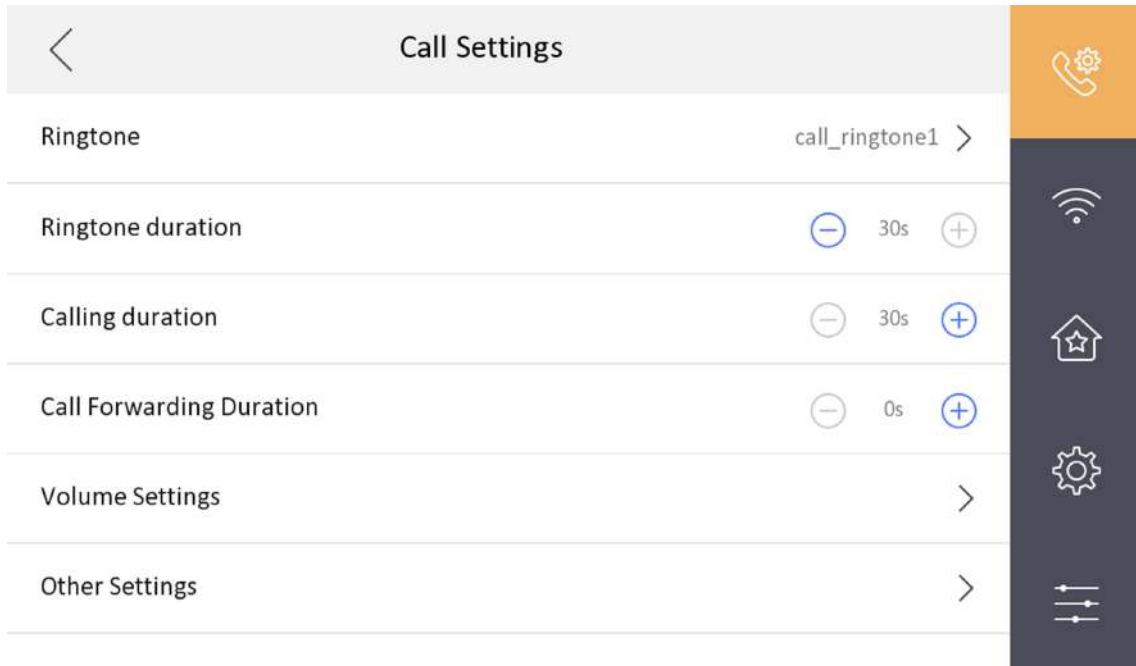 Call Settings
Ringtone call_ringtone1
Ringtone duration 30s
Calling duration 30s
Call Forwarding Duration 0s
Volume Settings
Other Settings